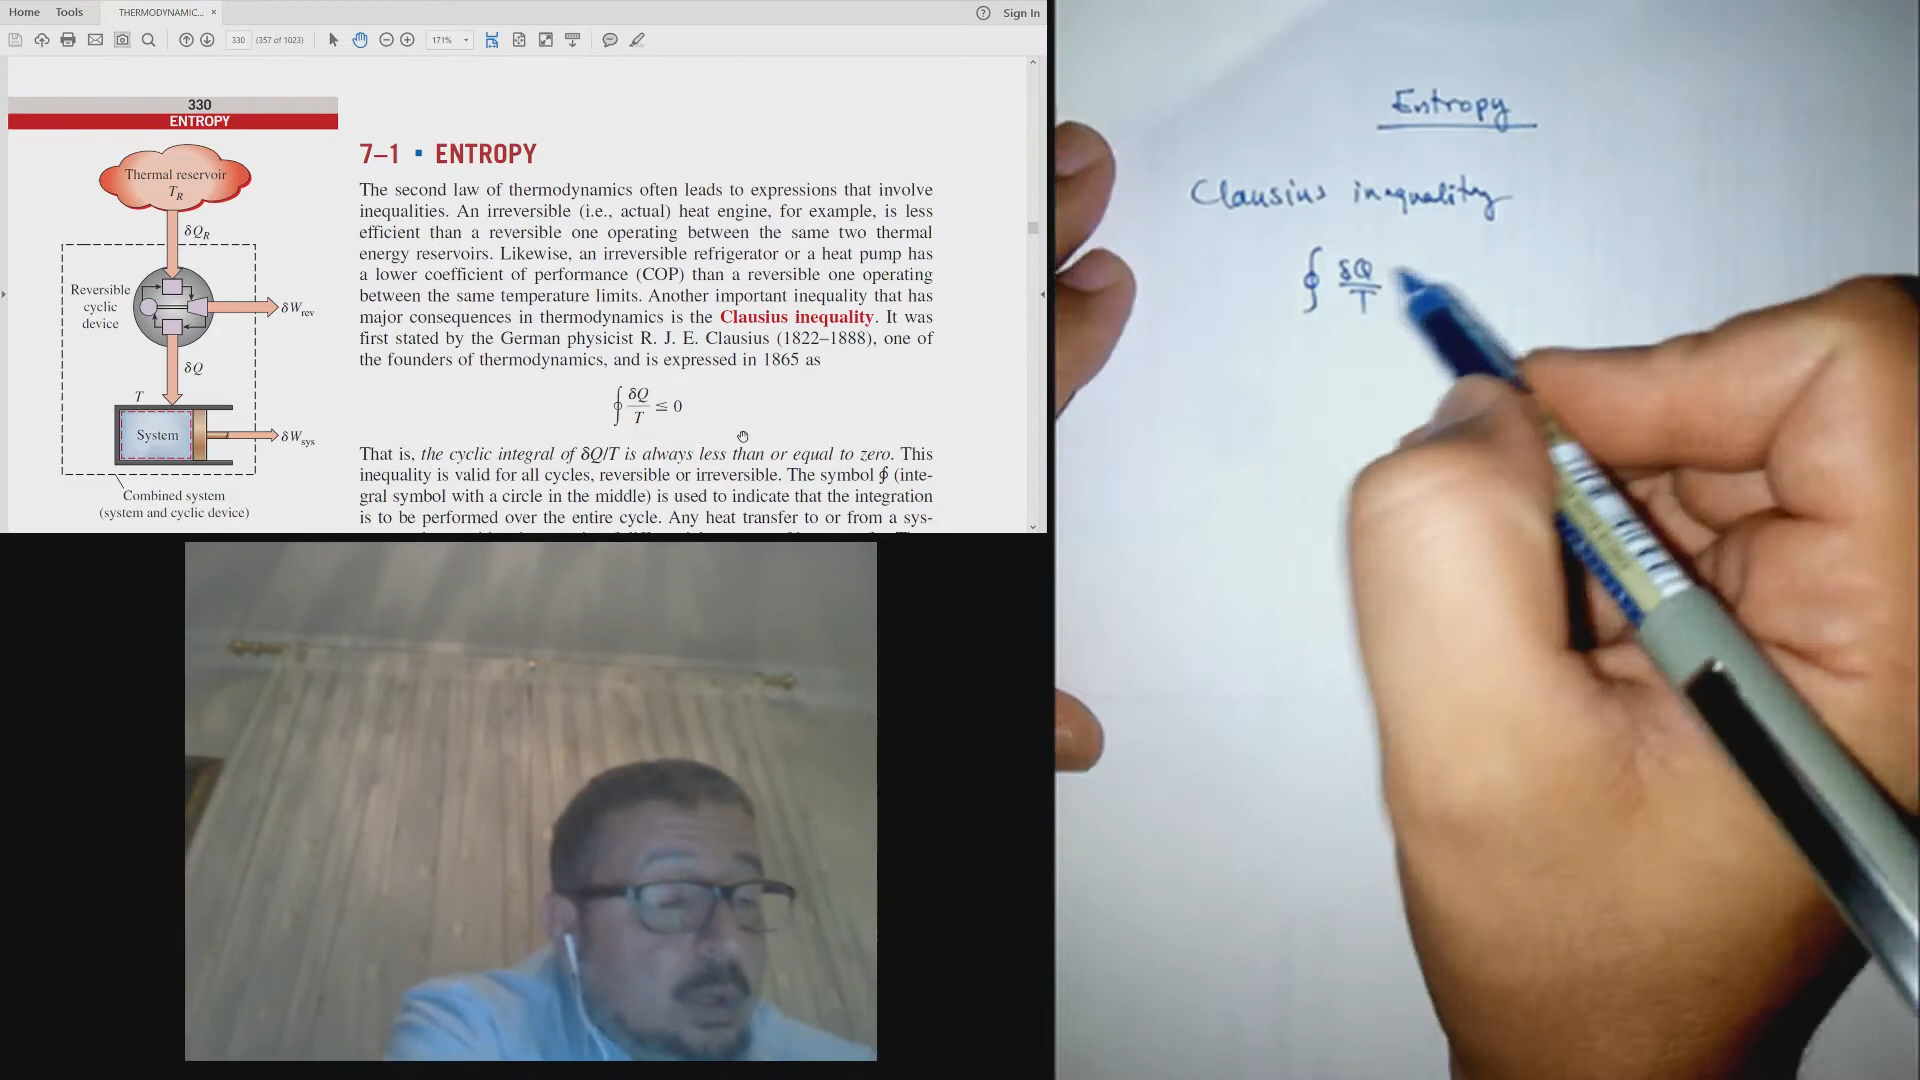 Home Tools THERMODYNAMIC... × Sign In
330 (357 of 1023) 171%
330
ENTROPY
Thermal reservoir
T_R
δQ_R
Reversible
cyclic
device
δW_rev
δQ
T
System
δW_sys
Combined system
(system and cyclic device)
7–1 ▪ ENTROPY
The second law of thermodynamics often leads to expressions that involve
inequalities. An irreversible (i.e., actual) heat engine, for example, is less
efficient than a reversible one operating between the same two thermal
energy reservoirs. Likewise, an irreversible refrigerator or a heat pump has
a lower coefficient of performance (COP) than a reversible one operating
between the same temperature limits. Another important inequality that has
major consequences in thermodynamics is the Clausius inequality. It was
first stated by the German physicist R. J. E. Clausius (1822–1888), one of
the founders of thermodynamics, and is expressed in 1865 as
∮ δQ/T ≤ 0
That is, the cyclic integral of δQ/T is always less than or equal to zero. This
inequality is valid for all cycles, reversible or irreversible. The symbol ∮ (inte-
gral symbol with a circle in the middle) is used to indicate that the integration
is to be performed over the entire cycle. Any heat transfer to or from a sys-
Entropy
Clausius inequality
∮ δQ/T